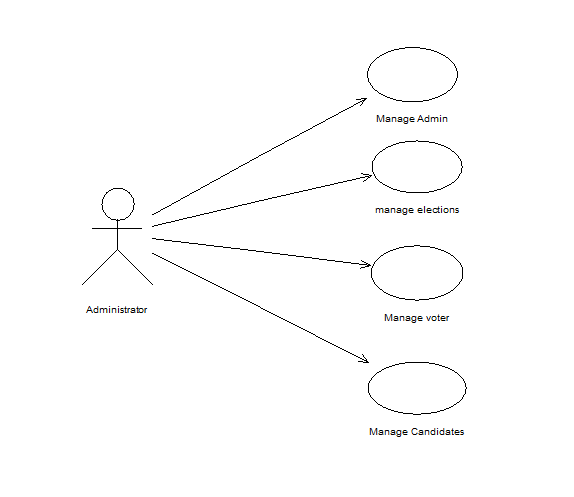 Manage Admin
manage elections
Manage voter
Administrator
Manage Candidates